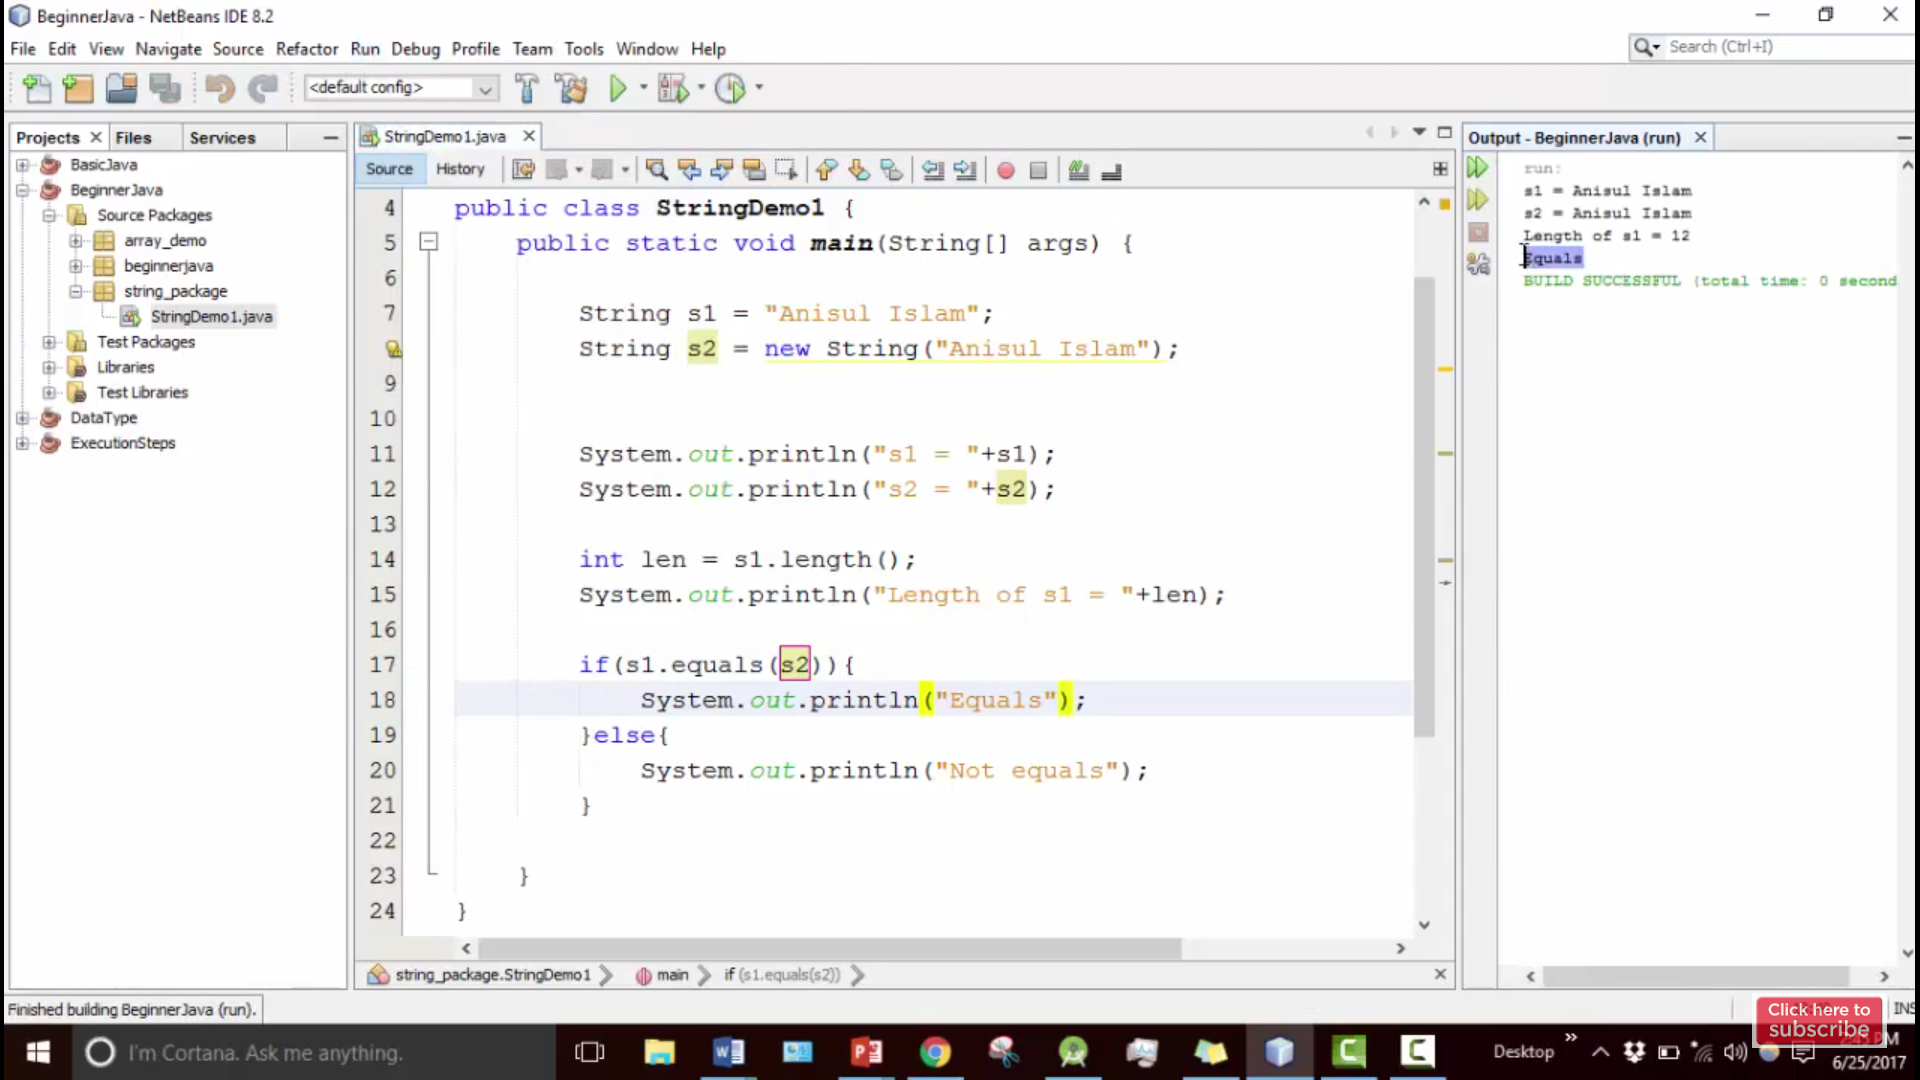 BeginnerJava - NetBeans IDE 8.2
File Edit View Navigate Source Refactor Run Debug Profile Team Tools Window Help
Search (Ctrl+I)
<default config>
Projects Files Services
BasicJava
BeginnerJava
Source Packages
array_demo
beginnerjava
string_package
StringDemo1.java
Test Packages
Libraries
Test Libraries
DataType
ExecutionSteps
StringDemo1.java
Source History
4 public class StringDemo1 {
5 public static void main(String[] args) {
6
7 String s1 = "Anisul Islam";
String s2 = new String("Anisul Islam");
9
10
11 System.out.println("s1 = "+s1);
12 System.out.println("s2 = "+s2);
13
14 int len = s1.length();
15 System.out.println("Length of s1 = "+len);
16
17 if(s1.equals(s2)){
18 System.out.println("Equals");
19 }else{
20 System.out.println("Not equals");
21 }
22
23 }
24 }
string_package.StringDemo1 main if (s1.equals(s2))
Output - BeginnerJava (run)
run:
s1 = Anisul Islam
s2 = Anisul Islam
Length of s1 = 12
Equals
BUILD SUCCESSFUL (total time: 0 second
Finished building BeginnerJava (run).
INS
Click here to
subscribe
I'm Cortana. Ask me anything.
Desktop
6/25/2017